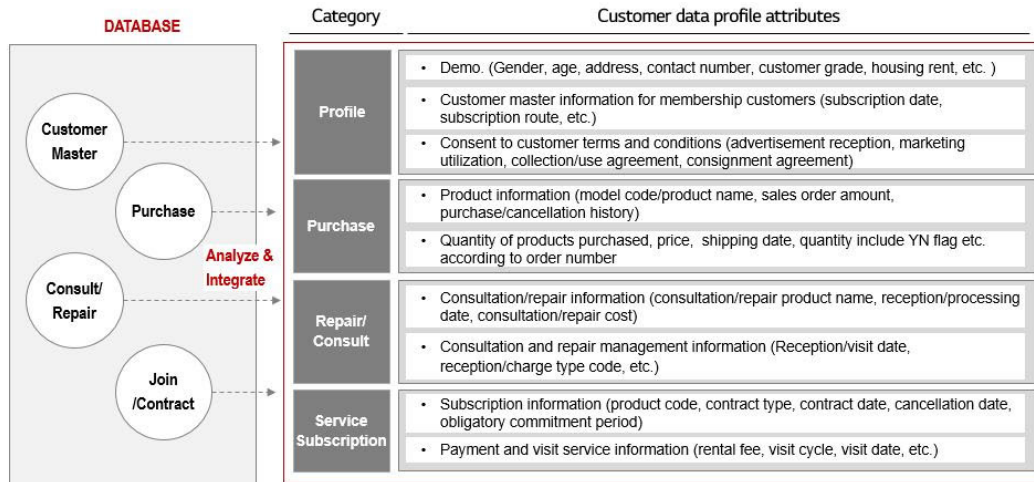 DATABASE
Category
Customer data profile attributes
Customer
Master
Purchase
Analyze &
Integrate
Consult/
Repair
Join
/Contract
Profile
• Demo. (Gender, age, address, contact number, customer grade, housing rent, etc. )
• Customer master information for membership customers (subscription date,
subscription route, etc.)
• Consent to customer terms and conditions (advertisement reception, marketing
utilization, collection/use agreement, consignment agreement)
Purchase
• Product information (model code/product name, sales order amount,
purchase/cancellation history)
• Quantity of products purchased, price, shipping date, quantity include YN flag etc.
according to order number
Repair/
Consult
• Consultation/repair information (consultation/repair product name, reception/processing
date, consultation/repair cost)
• Consultation and repair management information (Reception/visit date,
reception/charge type code, etc.)
Service
Subscription
• Subscription information (product code, contract type, contract date, cancellation date,
obligatory commitment period)
• Payment and visit service information (rental fee, visit cycle, visit date, etc.)